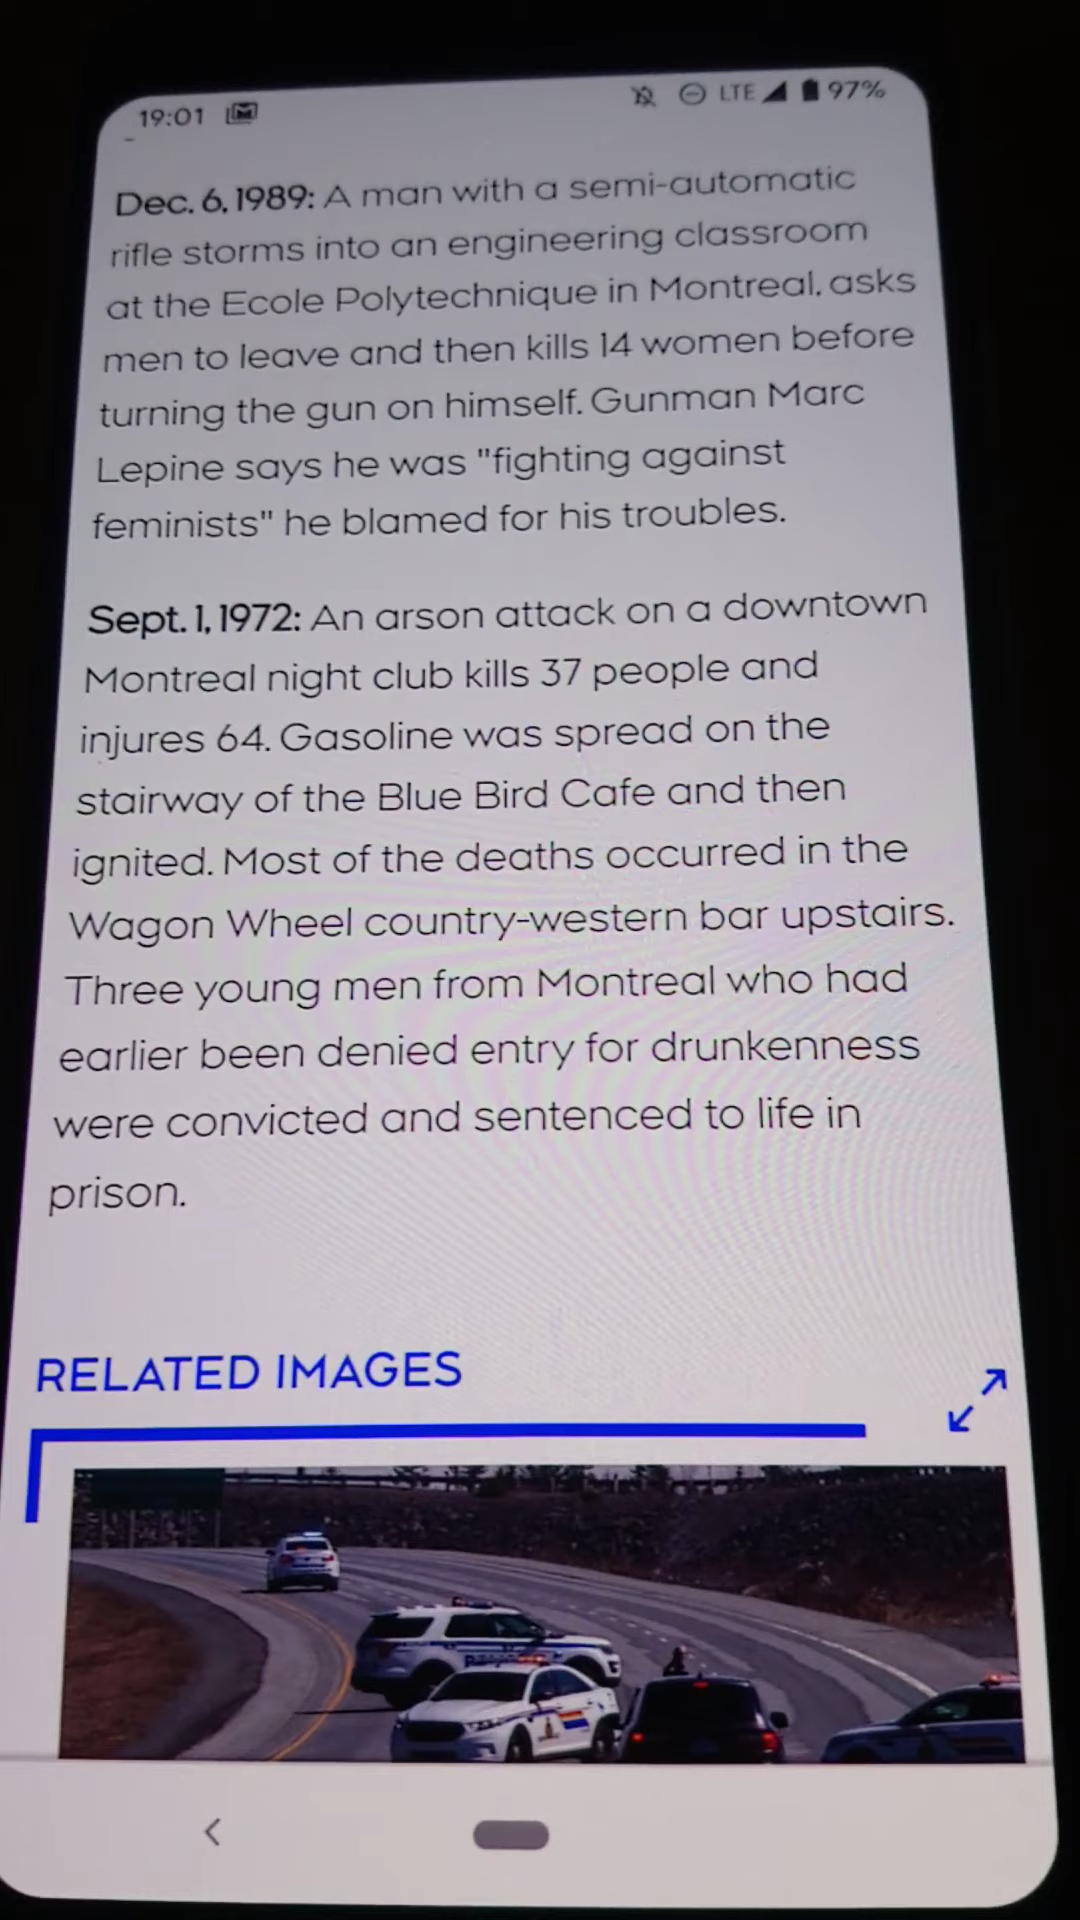 19:01 LTE 97%
Dec. 6, 1989: A man with a semi-automatic
rifle storms into an engineering classroom
at the Ecole Polytechnique in Montreal, asks
men to leave and then kills 14 women before
turning the gun on himself. Gunman Marc
Lepine says he was "fighting against
feminists" he blamed for his troubles.
Sept. 1, 1972: An arson attack on a downtown
Montreal night club kills 37 people and
injures 64. Gasoline was spread on the
stairway of the Blue Bird Cafe and then
ignited. Most of the deaths occurred in the
Wagon Wheel country-western bar upstairs.
Three young men from Montreal who had
earlier been denied entry for drunkenness
were convicted and sentenced to life in
prison.
RELATED IMAGES